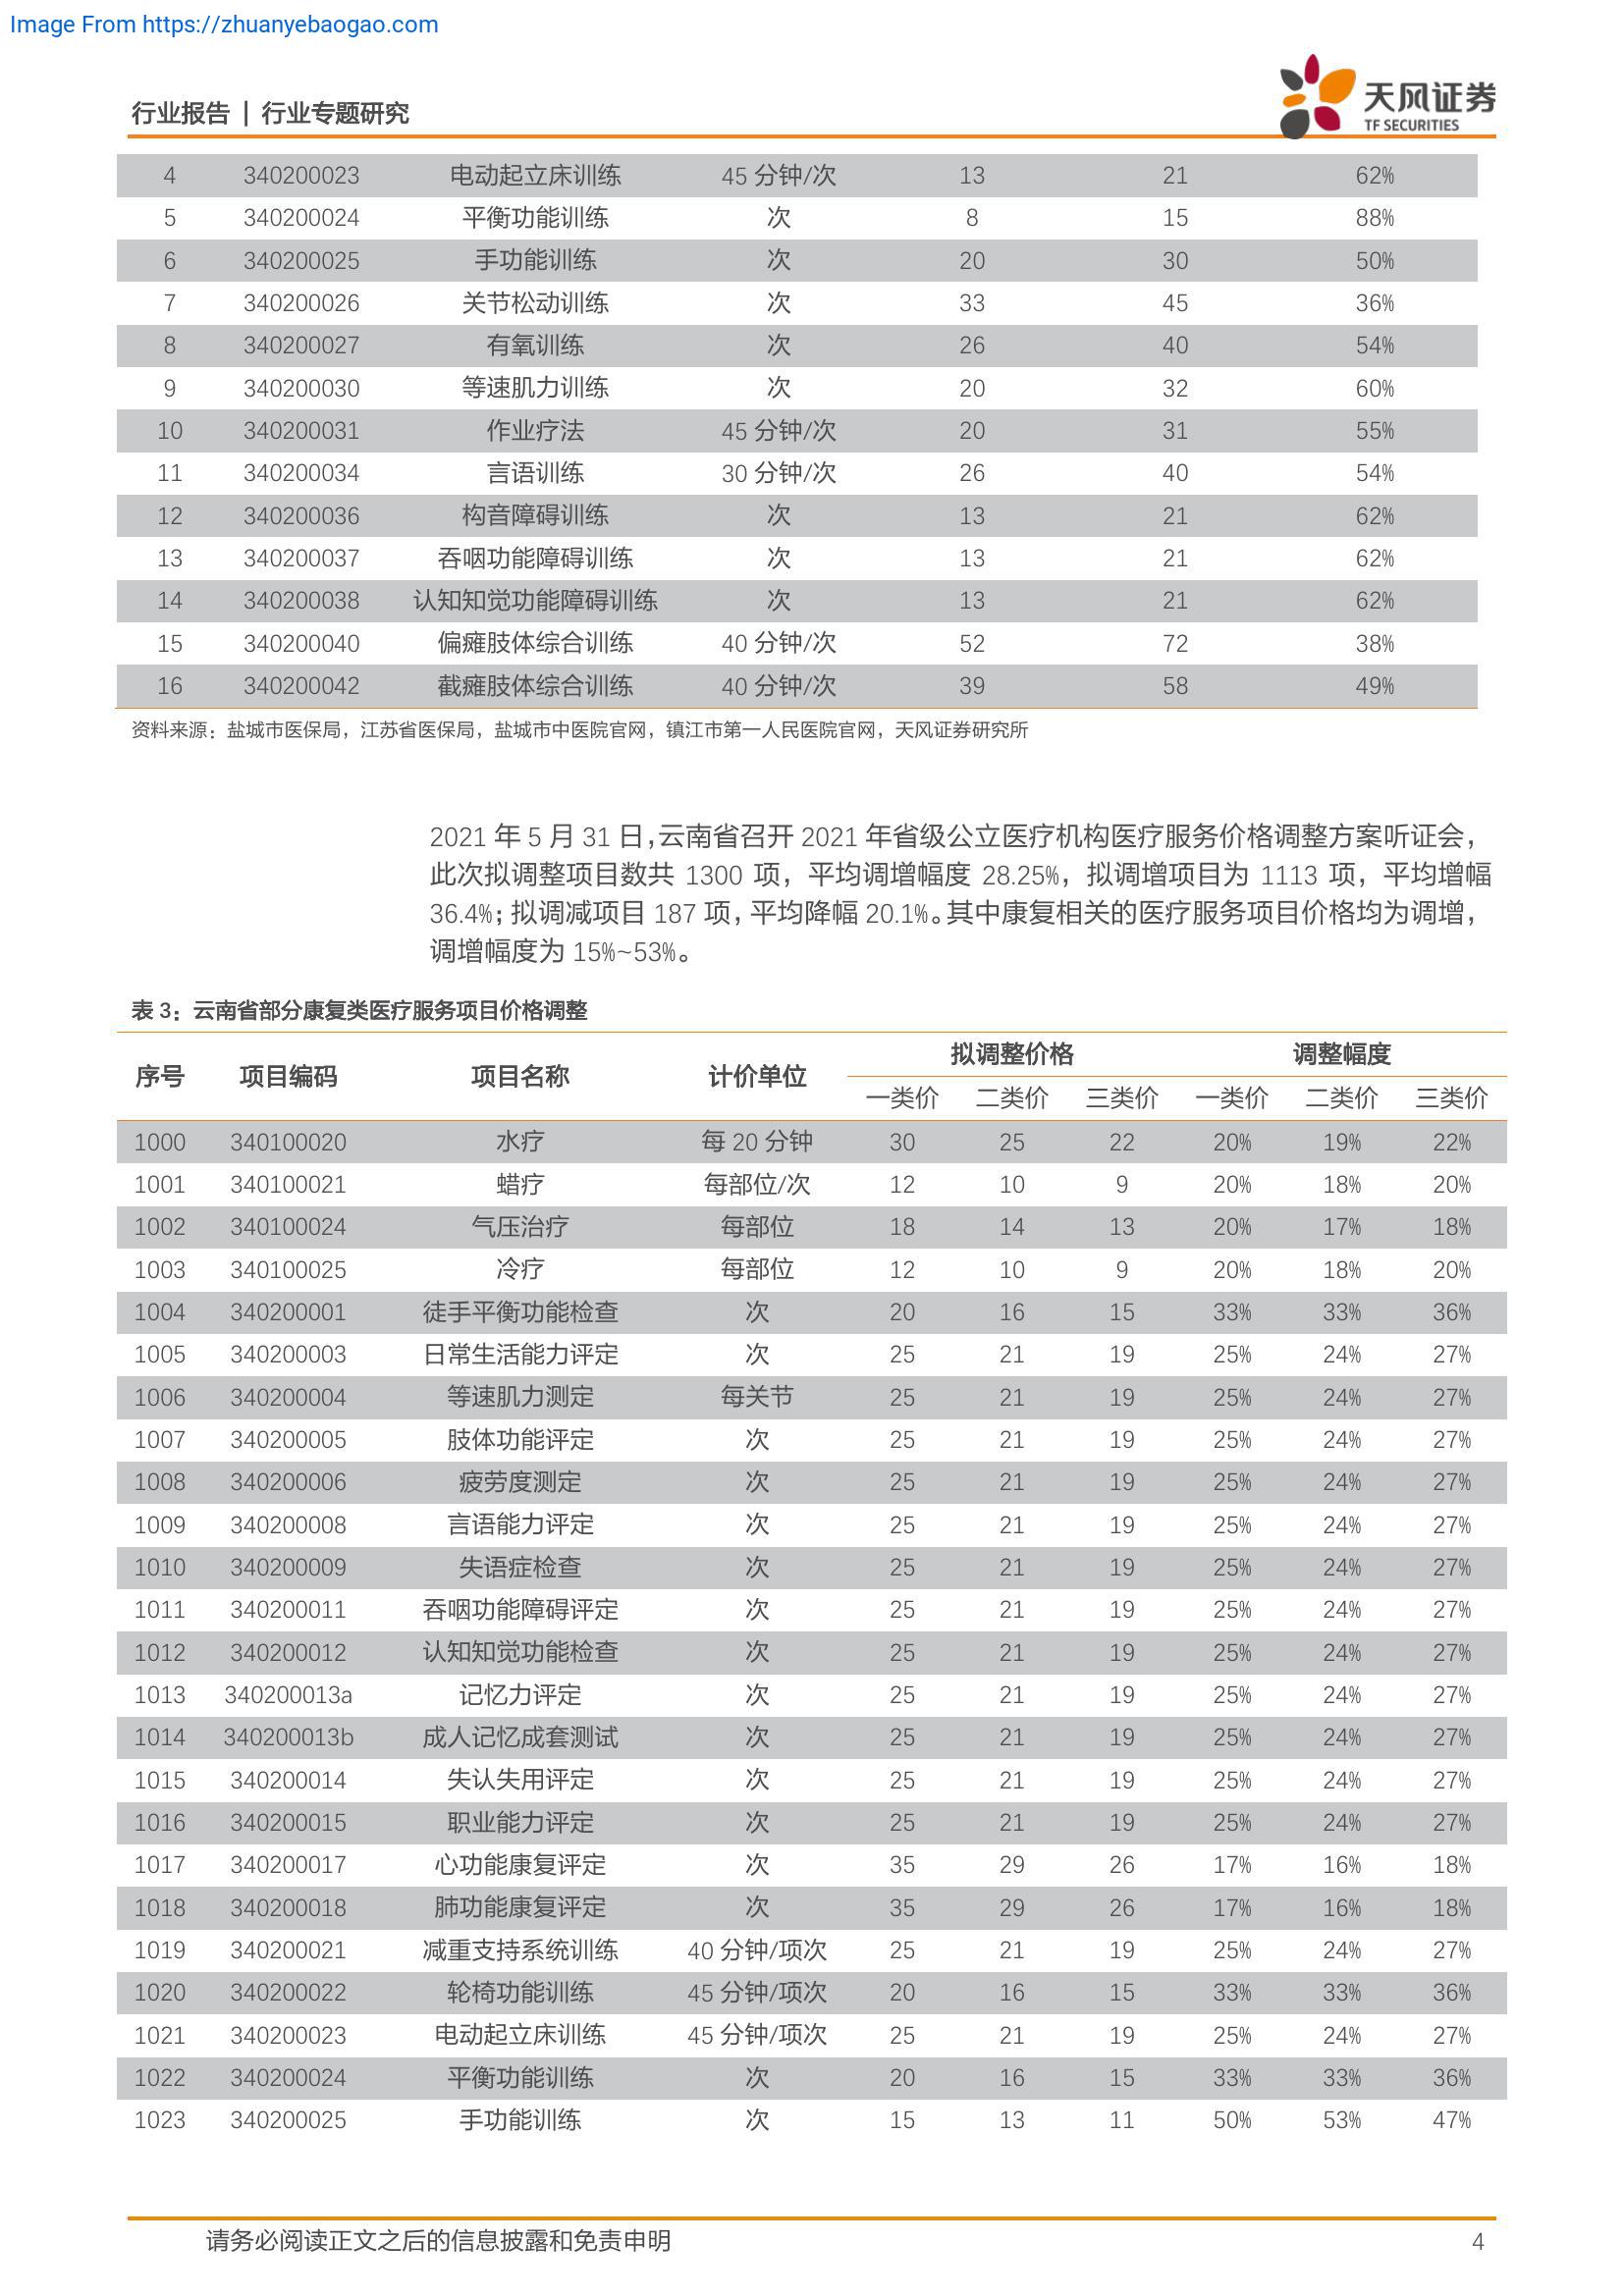 Image From https://zhuanyebaogao.com
行业报告 | 行业专题研究
天风证券
TF SECURITIES
4 340200023 电动起立床训练 45 分钟/次 13 21 62%
5 340200024 平衡功能训练 次 8 15 88%
6 340200025 手功能训练 次 20 30 50%
7 340200026 关节松动训练 次 33 45 36%
8 340200027 有氧训练 次 26 40 54%
9 340200030 等速肌力训练 次 20 32 60%
10 340200031 作业疗法 45 分钟/次 20 31 55%
11 340200034 言语训练 30 分钟/次 26 40 54%
12 340200036 构音障碍训练 次 13 21 62%
13 340200037 吞咽功能障碍训练 次 13 21 62%
14 340200038 认知知觉功能障碍训练 次 13 21 62%
15 340200040 偏瘫肢体综合训练 40 分钟/次 52 72 38%
16 340200042 截瘫肢体综合训练 40 分钟/次 39 58 49%
资料来源：盐城市医保局，江苏省医保局，盐城市中医院官网，镇江市第一人民医院官网，天风证券研究所
2021 年 5 月 31 日，云南省召开 2021 年省级公立医疗机构医疗服务价格调整方案听证会，
此次拟调整项目数共 1300 项，平均调增幅度 28.25%，拟调增项目为 1113 项，平均增幅
36.4%；拟调减项目 187 项，平均降幅 20.1%。其中康复相关的医疗服务项目价格均为调增，
调增幅度为 15%~53%。
表 3：云南省部分康复类医疗服务项目价格调整
序号 项目编码 项目名称 计价单位 拟调整价格 调整幅度
一类价 二类价 三类价 一类价 二类价 三类价
1000 340100020 水疗 每 20 分钟 30 25 22 20% 19% 22%
1001 340100021 蜡疗 每部位/次 12 10 9 20% 18% 20%
1002 340100024 气压治疗 每部位 18 14 13 20% 17% 18%
1003 340100025 冷疗 每部位 12 10 9 20% 18% 20%
1004 340200001 徒手平衡功能检查 次 20 16 15 33% 33% 36%
1005 340200003 日常生活能力评定 次 25 21 19 25% 24% 27%
1006 340200004 等速肌力测定 每关节 25 21 19 25% 24% 27%
1007 340200005 肢体功能评定 次 25 21 19 25% 24% 27%
1008 340200006 疲劳度测定 次 25 21 19 25% 24% 27%
1009 340200008 言语能力评定 次 25 21 19 25% 24% 27%
1010 340200009 失语症检查 次 25 21 19 25% 24% 27%
1011 340200011 吞咽功能障碍评定 次 25 21 19 25% 24% 27%
1012 340200012 认知知觉功能检查 次 25 21 19 25% 24% 27%
1013 340200013a 记忆力评定 次 25 21 19 25% 24% 27%
1014 340200013b 成人记忆成套测试 次 25 21 19 25% 24% 27%
1015 340200014 失认失用评定 次 25 21 19 25% 24% 27%
1016 340200015 职业能力评定 次 25 21 19 25% 24% 27%
1017 340200017 心功能康复评定 次 35 29 26 17% 16% 18%
1018 340200018 肺功能康复评定 次 35 29 26 17% 16% 18%
1019 340200021 减重支持系统训练 40 分钟/项次 25 21 19 25% 24% 27%
1020 340200022 轮椅功能训练 45 分钟/项次 20 16 15 33% 33% 36%
1021 340200023 电动起立床训练 45 分钟/项次 25 21 19 25% 24% 27%
1022 340200024 平衡功能训练 次 20 16 15 33% 33% 36%
1023 340200025 手功能训练 次 15 13 11 50% 53% 47%
请务必阅读正文之后的信息披露和免责申明 4